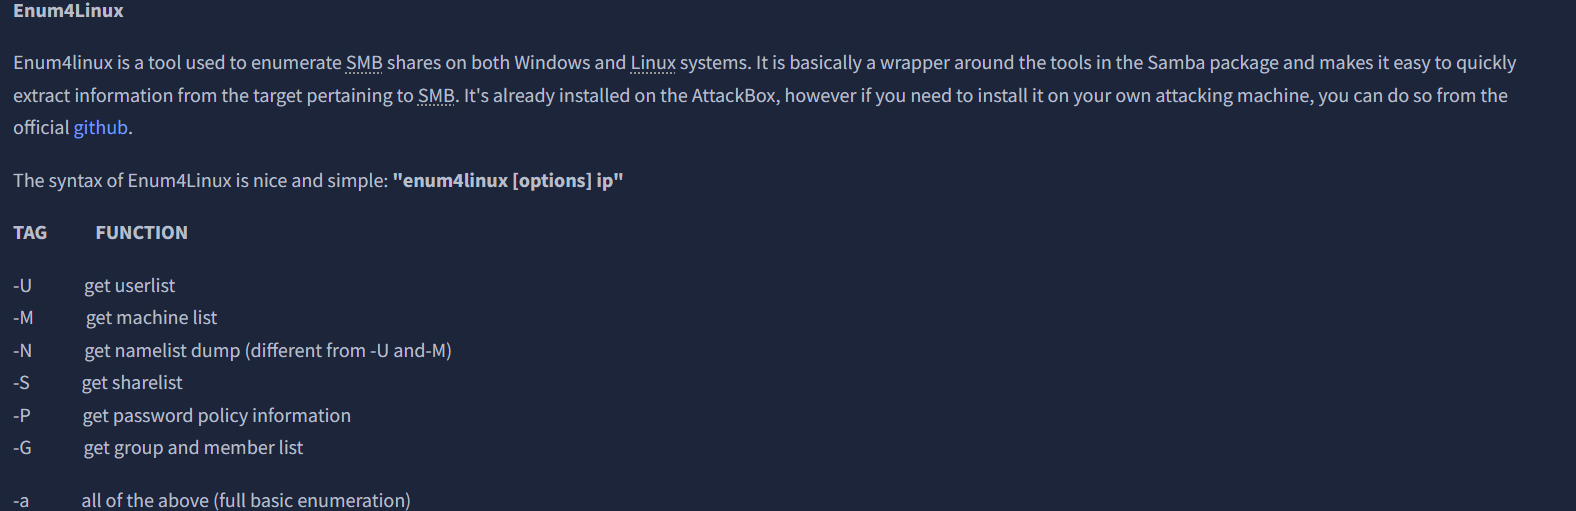 Enum4Linux
Enum4linux is a tool used to enumerate SMB shares on both Windows and Linux systems. It is basically a wrapper around the tools in the Samba package and makes it easy to quickly
extract information from the target pertaining to SMB. It's already installed on the AttackBox, however if you need to install it on your own attacking machine, you can do so from the
official github.
The syntax of Enum4Linux is nice and simple: "enum4linux [options] ip"
TAG FUNCTION
-U get userlist
-M get machine list
-N get namelist dump (different from -U and-M)
-S get sharelist
-P get password policy information
-G get group and member list
-a all of the above (full basic enumeration)